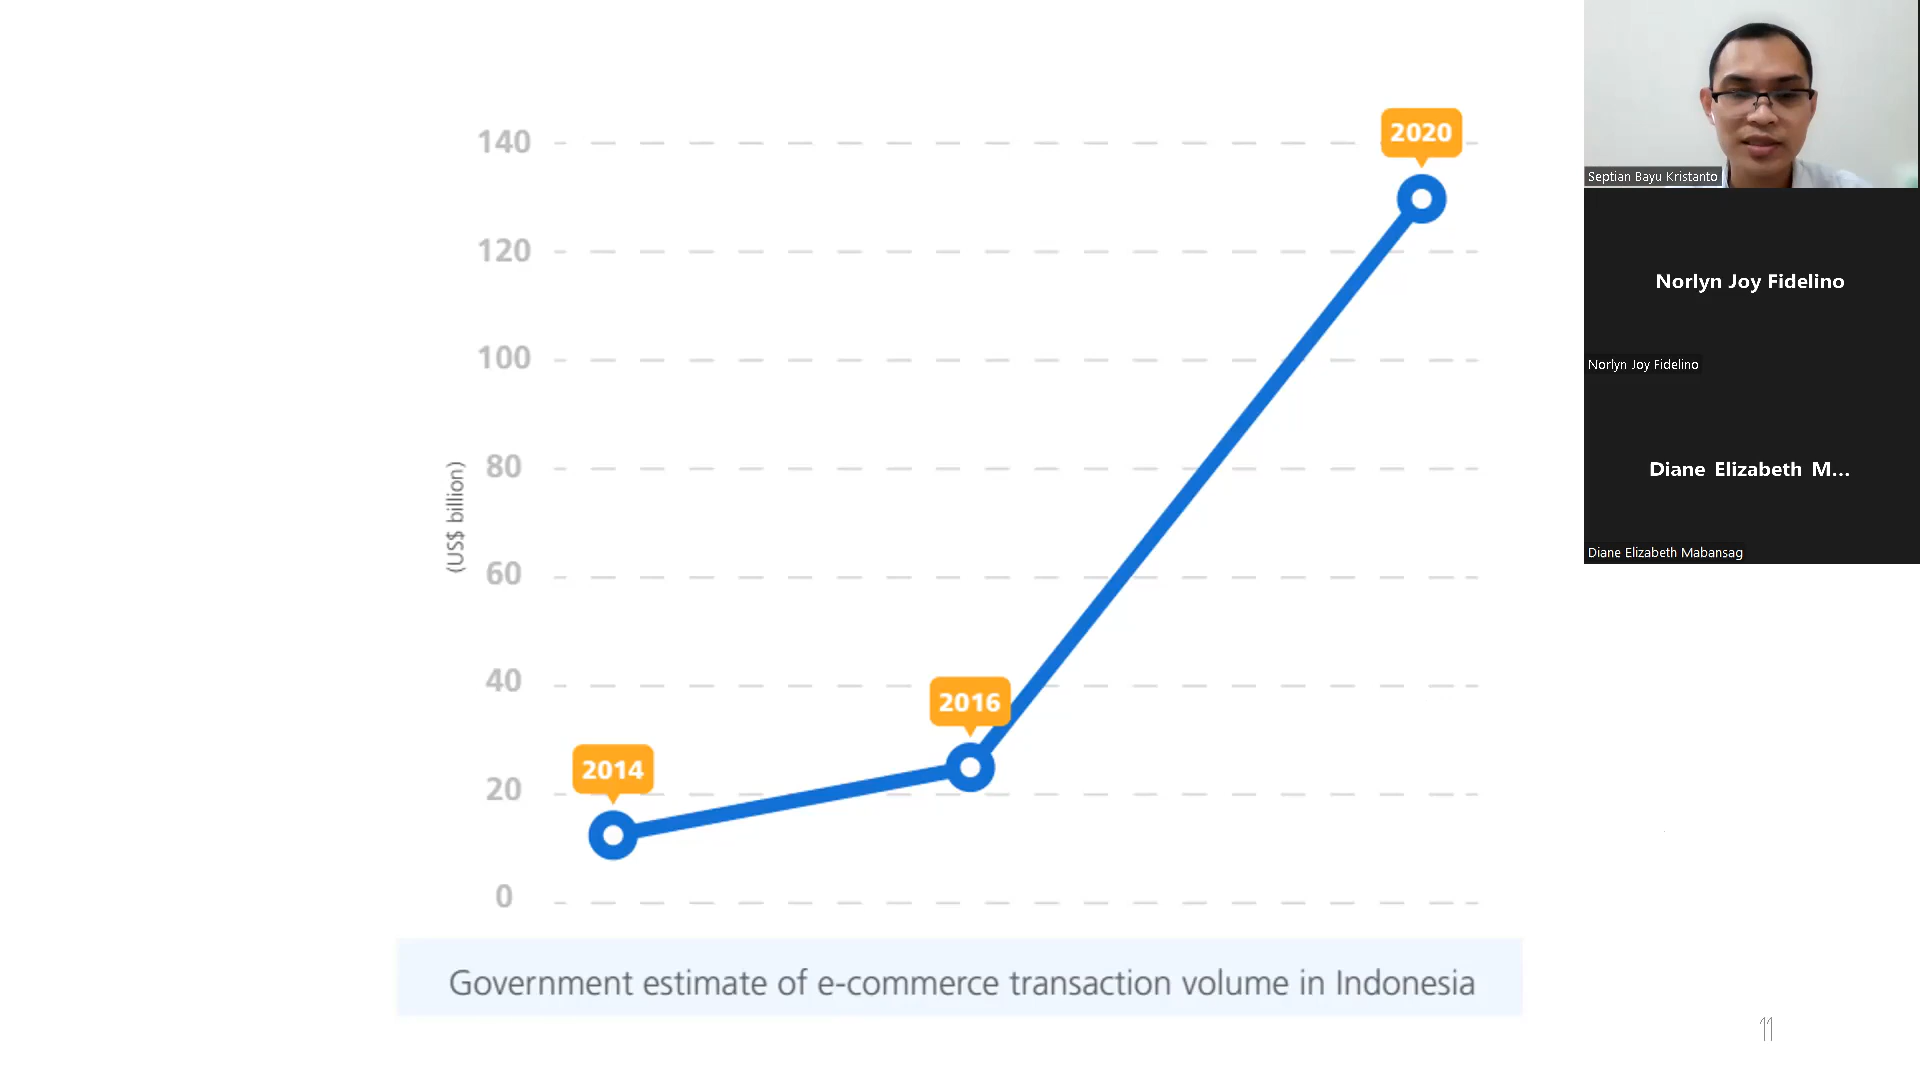 140
2020
120
100
80
(US$ billion)
60
40
2016
2014
20
0
Government estimate of e-commerce transaction volume in Indonesia
11
Septian Bayu Kristanto
Norlyn Joy Fidelino
Norlyn Joy Fidelino
Diane Elizabeth M...
Diane Elizabeth Mabansag